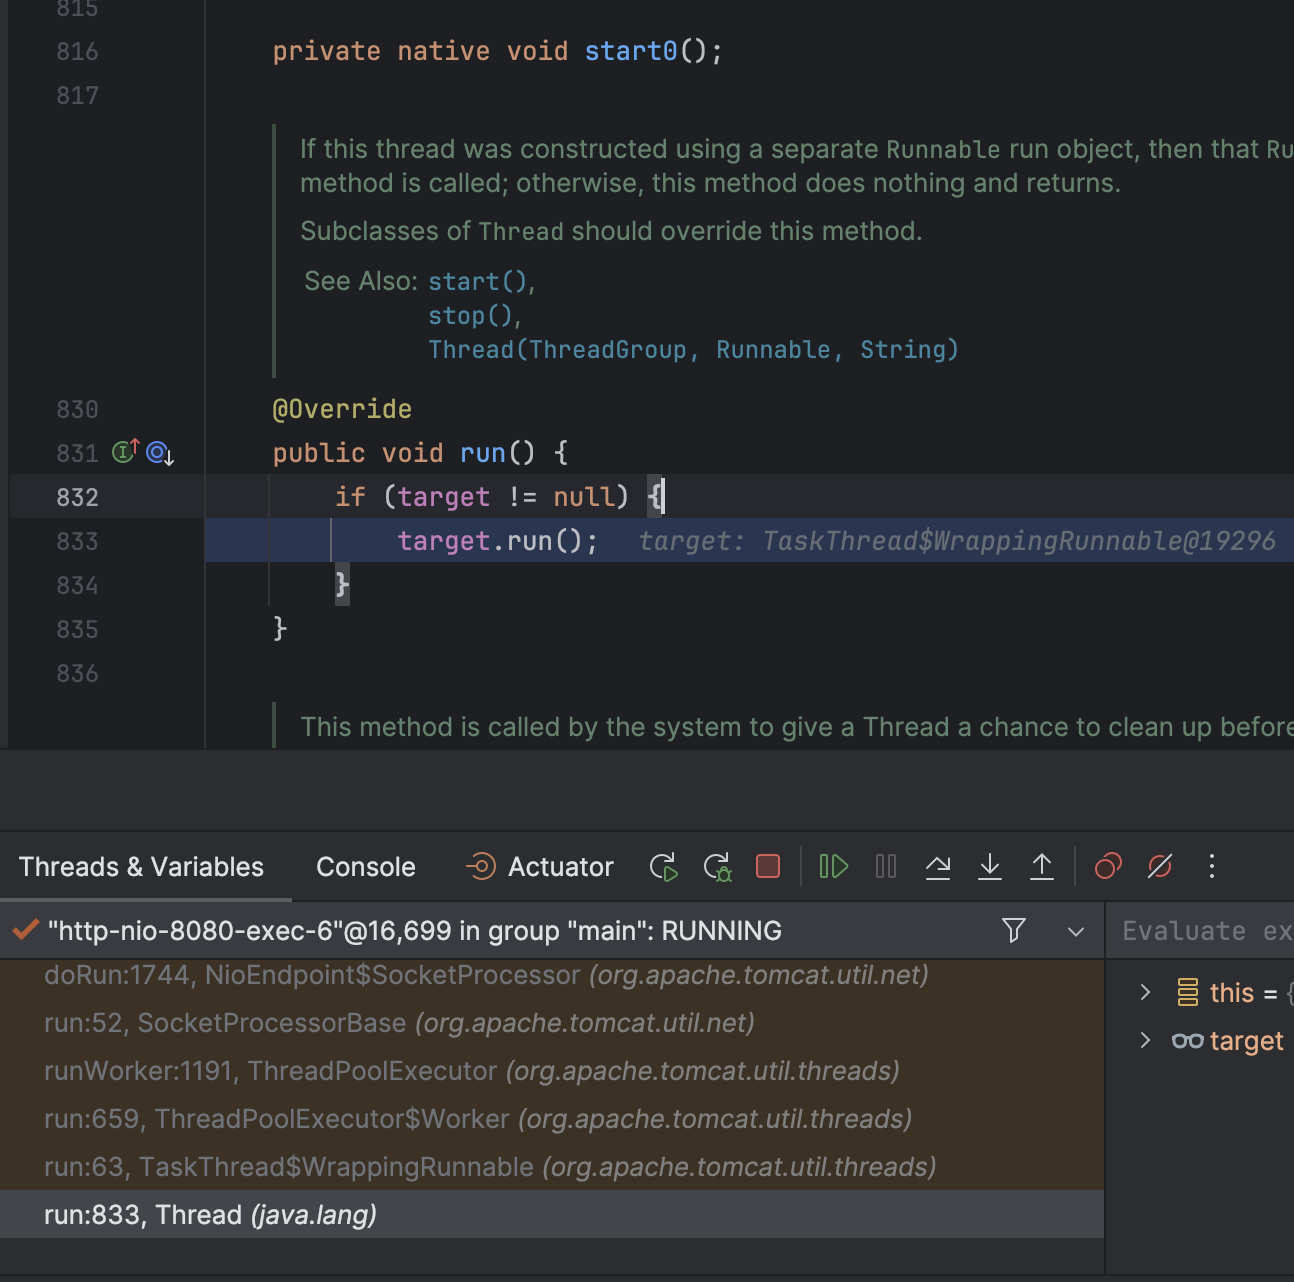 815
816 private native void start0();
817
If this thread was constructed using a separate Runnable run object, then that Ru
method is called; otherwise, this method does nothing and returns.
Subclasses of Thread should override this method.
See Also: start(),
stop(),
Thread(ThreadGroup, Runnable, String)
830 @Override
831 public void run() {
832 if (target != null) {
833 target.run(); target: TaskThread$WrappingRunnable@19296
834 }
835 }
836
This method is called by the system to give a Thread a chance to clean up before
Threads & Variables Console Actuator
"http-nio-8080-exec-6"@16,699 in group "main": RUNNING
Evaluate ex
doRun:1744, NioEndpoint$SocketProcessor (org.apache.tomcat.util.net)
run:52, SocketProcessorBase (org.apache.tomcat.util.net)
runWorker:1191, ThreadPoolExecutor (org.apache.tomcat.util.threads)
run:659, ThreadPoolExecutor$Worker (org.apache.tomcat.util.threads)
run:63, TaskThread$WrappingRunnable (org.apache.tomcat.util.threads)
run:833, Thread (java.lang)
this = {
target